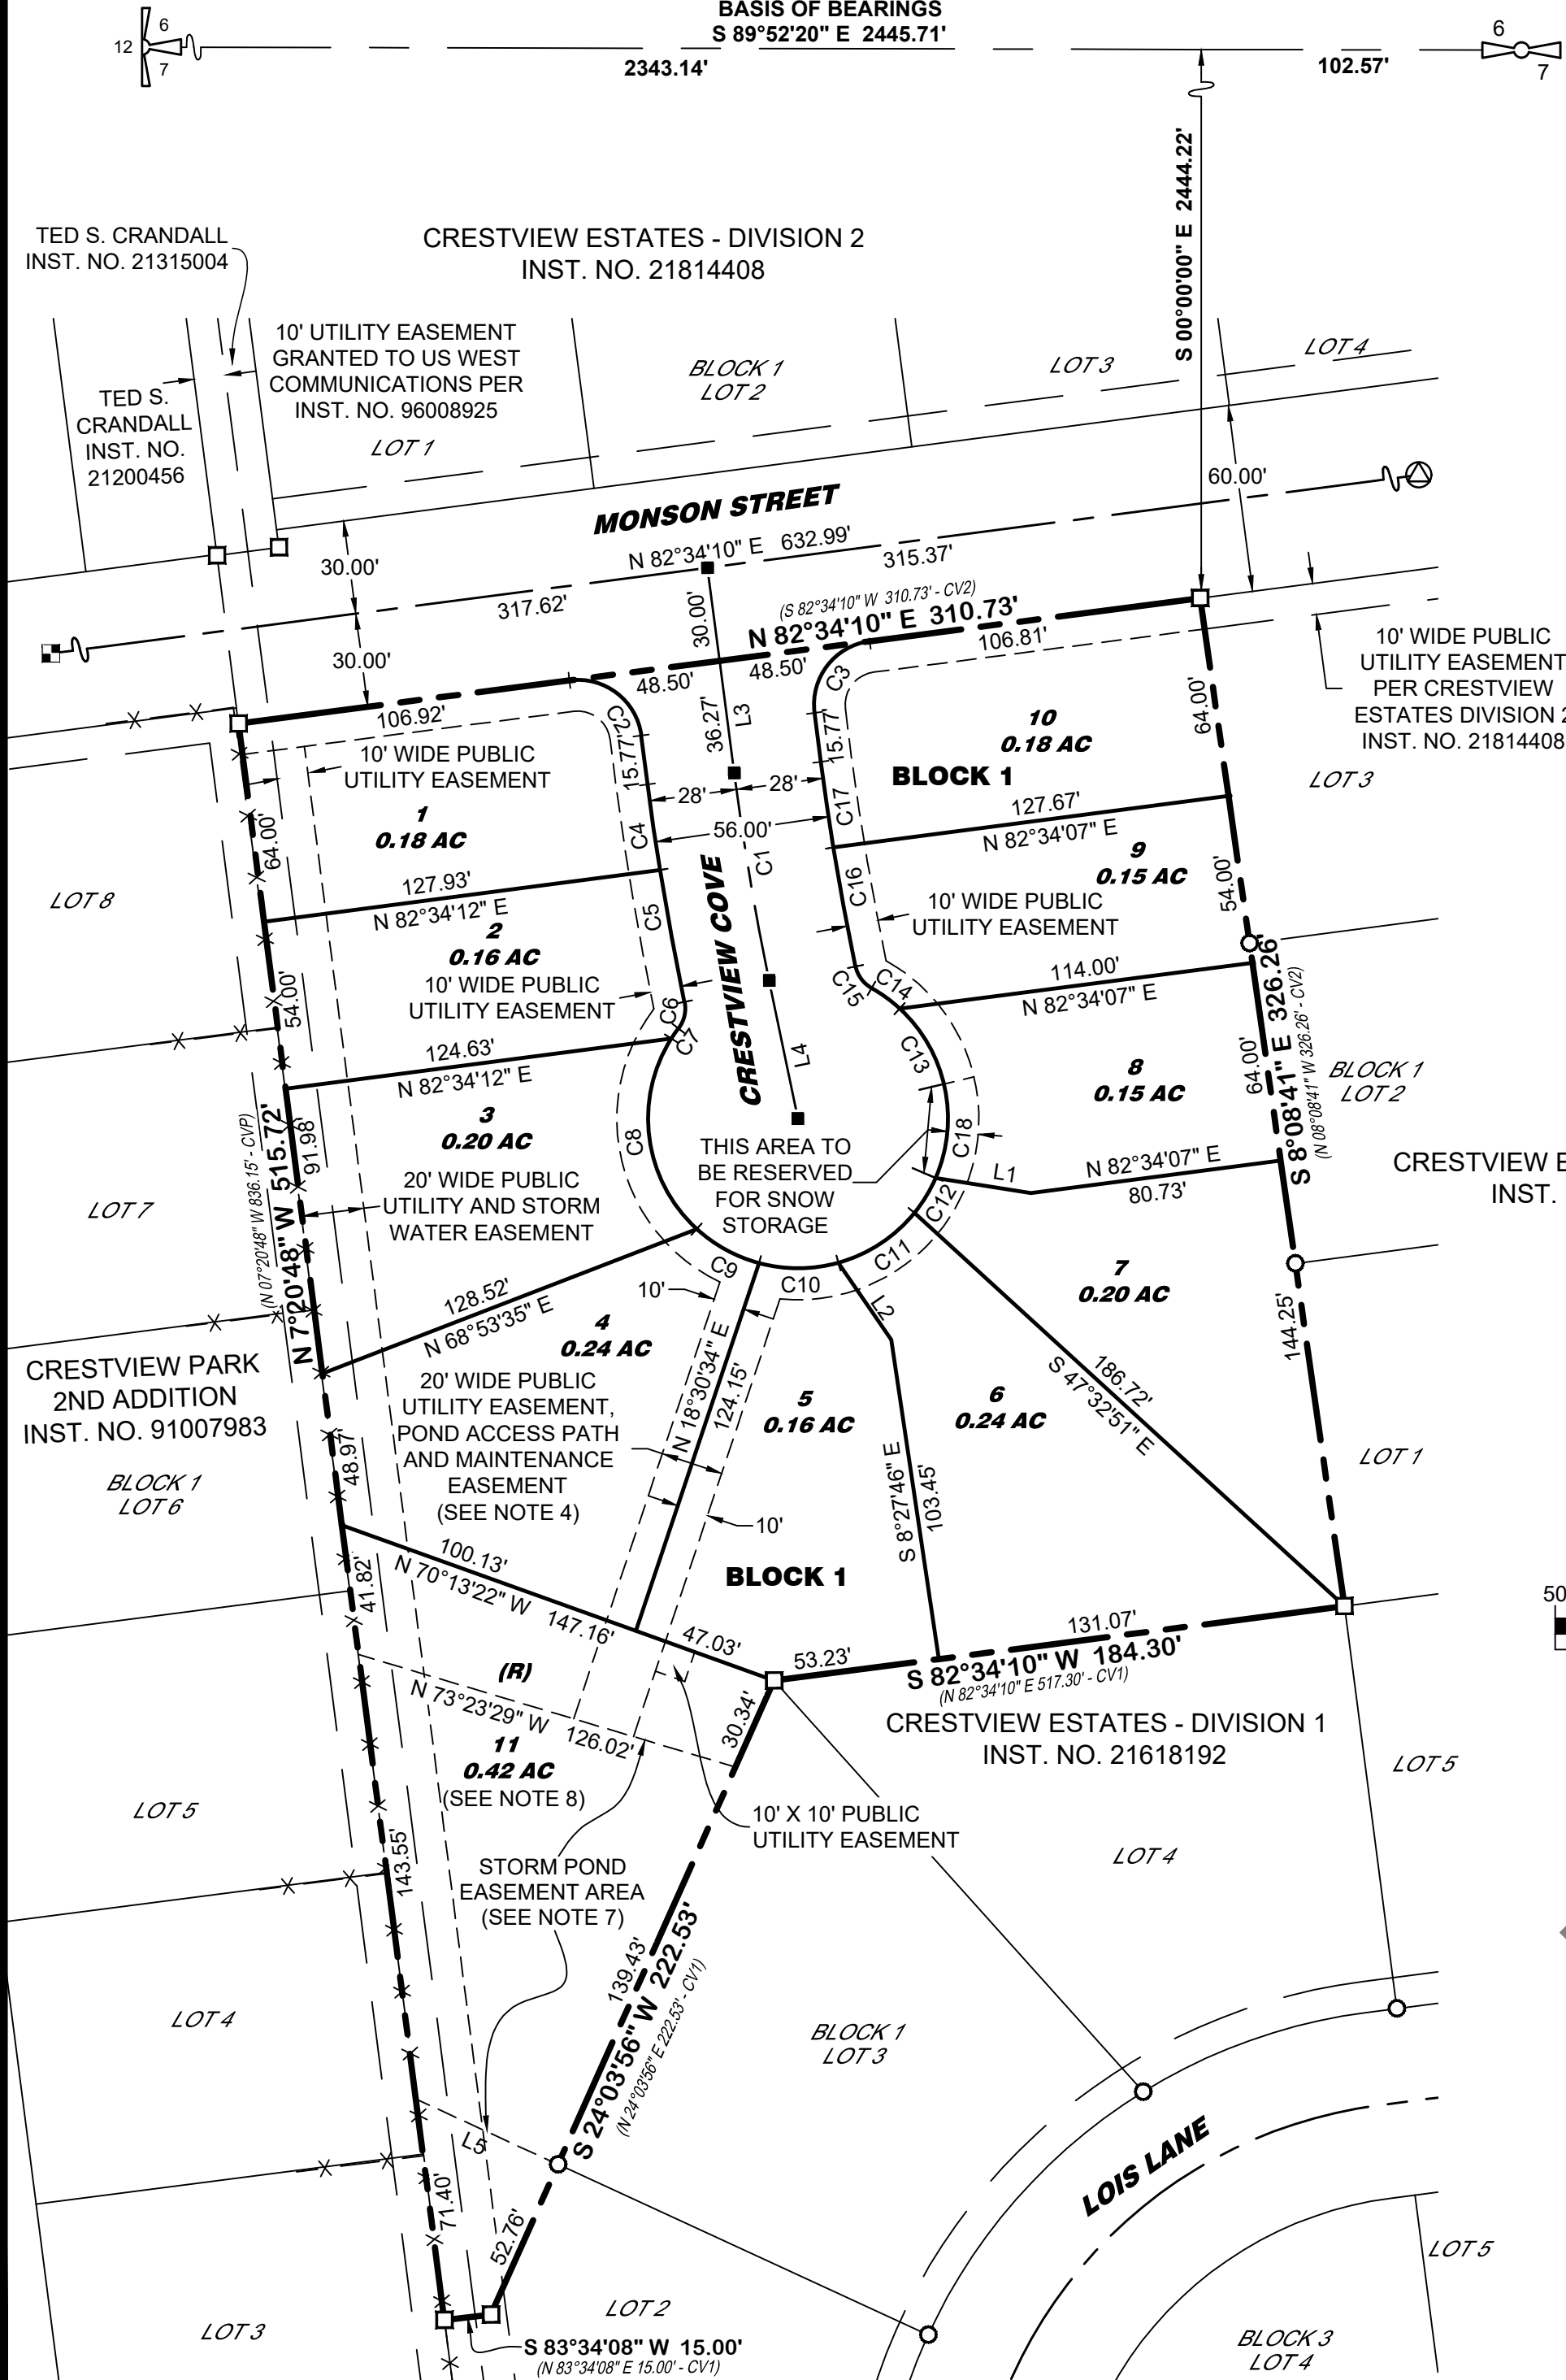 BASIS OF BEARINGS
S 89°52'20" E 2445.71'
6
12
7
2343.14'
102.57'
6
7
S 00°00'00" E 2444.22'
TED S. CRANDALL
INST. NO. 21315004
CRESTVIEW ESTATES - DIVISION 2
INST. NO. 21814408
10' UTILITY EASEMENT
GRANTED TO US WEST
COMMUNICATIONS PER
INST. NO. 96008925
TED S.
CRANDALL
INST. NO.
21200456
LOT 1
BLOCK 1
LOT 2
LOT 3
LOT 4
60.00'
MONSON STREET
N 82°34'10" E 632.99'
315.37'
317.62'
30.00'
30.00'
30.00'
(S 82°34'10" W 310.73' - CV2)
N 82°34'10" E 310.73'
106.81'
48.50'
48.50'
106.92'
10' WIDE PUBLIC
UTILITY EASEMENT
PER CRESTVIEW
ESTATES DIVISION 2
INST. NO. 21814408
LOT 3
10' WIDE PUBLIC
UTILITY EASEMENT
C2
15.77'
36.27'
L3
C3
15.77'
64.00'
10
0.18 AC
BLOCK 1
28'
28'
56.00'
1
0.18 AC
64.00'
C4
C1
C17
127.67'
N 82°34'07" E
LOT 8
127.93'
N 82°34'12" E
9
0.15 AC
54.00'
10' WIDE PUBLIC
UTILITY EASEMENT
C16
C5
2
0.16 AC
10' WIDE PUBLIC
UTILITY EASEMENT
54.00'
CRESTVIEW COVE
C6
C7
C15
C14
114.00'
N 82°34'07" E
124.63'
N 82°34'12" E
L4
C13
8
0.15 AC
64.00'
S 8°08'41" E 326.26'
(N 08°08'41" W 326.26' - CV2)
BLOCK 1
LOT 2
3
0.20 AC
C8
91.98'
N 7°20'48" W 515.72'
(N 07°20'48" W 836.15' - CVP)
THIS AREA TO
BE RESERVED
FOR SNOW
STORAGE
C18
L1
N 82°34'07" E
80.73'
CRESTVIEW E
INST.
LOT 7
20' WIDE PUBLIC
UTILITY AND STORM
WATER EASEMENT
C12
C11
C10
C9
10'
L2
7
0.20 AC
144.25'
128.52'
N 68°53'35" E
4
0.24 AC
CRESTVIEW PARK
2ND ADDITION
INST. NO. 91007983
BLOCK 1
LOT 6
20' WIDE PUBLIC
UTILITY EASEMENT,
POND ACCESS PATH
AND MAINTENANCE
EASEMENT
(SEE NOTE 4)
N 18°30'34" E
124.15'
5
0.16 AC
6
0.24 AC
186.72'
S 47°32'51" E
S 8°27'46" E
103.45'
LOT 1
48.97'
10'
BLOCK 1
100.13'
N 70°13'22" W
147.16'
47.03'
41.82'
53.23'
131.07'
S 82°34'10" W 184.30'
(N 82°34'10" E 517.30' - CV1)
50
(R)
N 73°23'29" W
126.02'
30.34'
CRESTVIEW ESTATES - DIVISION 1
INST. NO. 21618192
11
0.42 AC
(SEE NOTE 8)
LOT 5
LOT 5
10' X 10' PUBLIC
UTILITY EASEMENT
LOT 4
143.55'
STORM POND
EASEMENT AREA
(SEE NOTE 7)
139.43'
S 24°03'56" W 222.53'
(N 24°03'56" E 222.53' - CV1)
LOT 4
BLOCK 1
LOT 3
L5
LOIS LANE
71.40'
52.76'
LOT 3
LOT 2
LOT 5
S 83°34'08" W 15.00'
(N 83°34'08" E 15.00' - CV1)
BLOCK 3
LOT 4